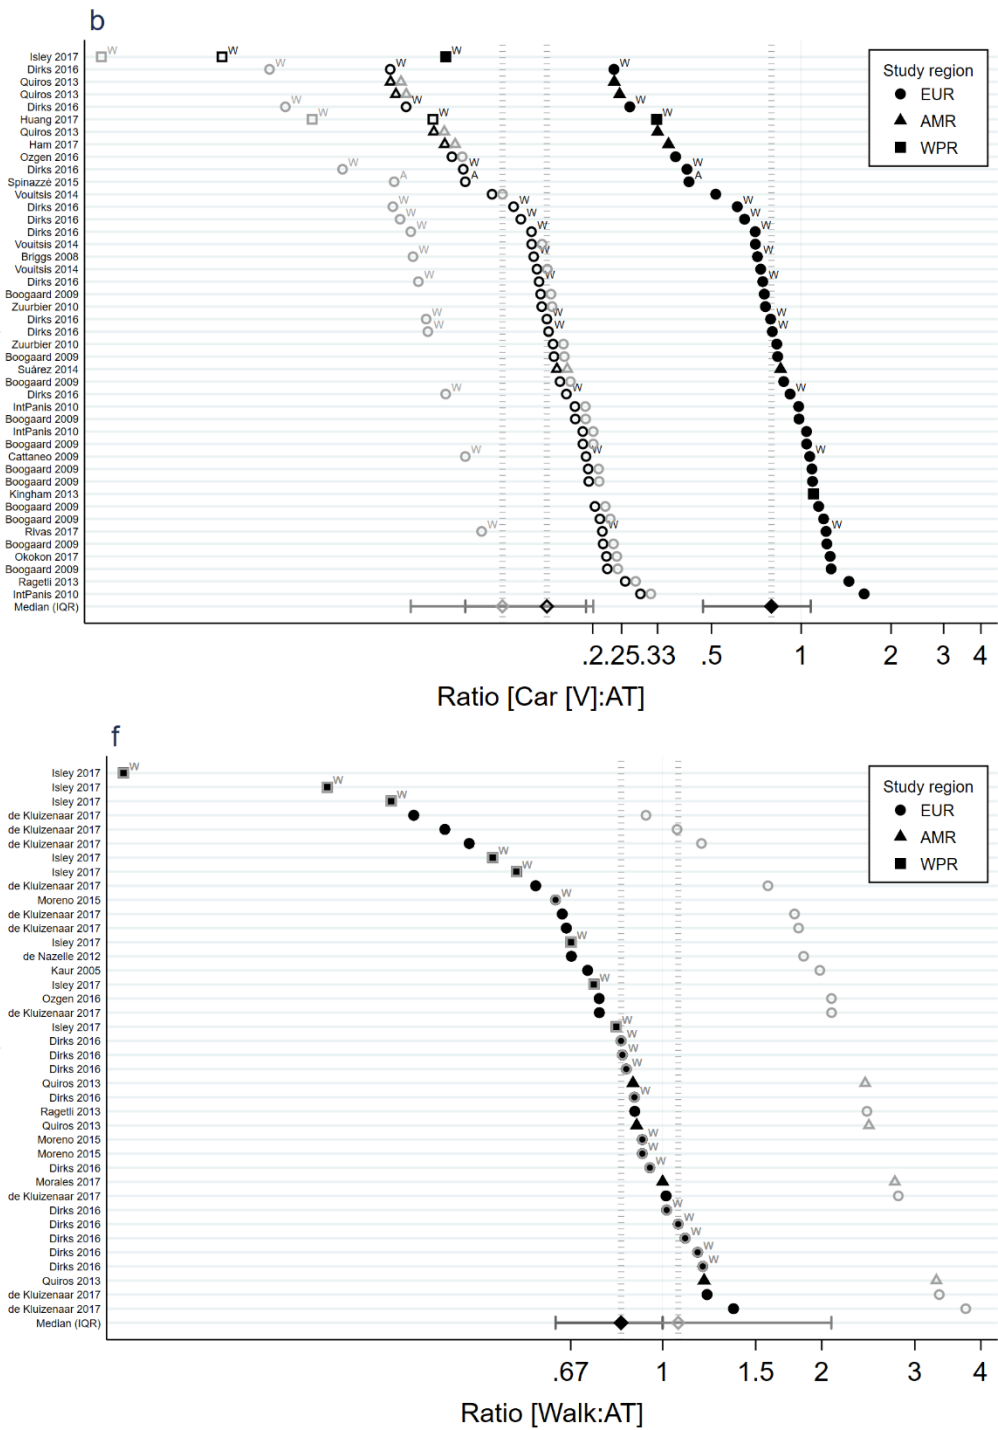 b
Isley 2017
Dirks 2016
Quiros 2013
Quiros 2013
Dirks 2016
Huang 2017
Quiros 2013
Ham 2017
Ozgen 2016
Dirks 2016
Spinazzè 2015
Voultsis 2014
Dirks 2016
Dirks 2016
Dirks 2016
Vouitsis 2014
Briggs 2008
Voultsis 2014
Dirks 2016
Boogaard 2009
Zuurbier 2010
Dirks 2016
Dirks 2016
Zuurbier 2010
Boogaard 2009
Suárez 2014
Boogaard 2009
Dirks 2016
IntPanis 2010
Boogaard 2009
IntPanis 2010
Boogaard 2009
Cattaneo 2009
Boogaard 2009
Boogaard 2009
Kingham 2013
Boogaard 2009
Boogaard 2009
Rivas 2017
Boogaard 2009
Okokon 2017
Boogaard 2009
Ragetli 2013
IntPanis 2010
Median (IQR)
Study region
EUR
AMR
WPR
.2 .25 .33 .5 1 2 3 4
Ratio [Car [V]:AT]
f
Isley 2017
Isley 2017
Isley 2017
de Kluizenaar 2017
de Kluizenaar 2017
de Kluizenaar 2017
Isley 2017
Isley 2017
de Kluizenaar 2017
Moreno 2015
de Kluizenaar 2017
de Kluizenaar 2017
Isley 2017
de Nazelle 2012
Kaur 2005
Isley 2017
Ozgen 2016
de Kluizenaar 2017
Isley 2017
Dirks 2016
Dirks 2016
Dirks 2016
Quiros 2013
Dirks 2016
Ragetli 2013
Quiros 2013
Moreno 2015
Moreno 2015
Dirks 2016
Morales 2017
de Kluizenaar 2017
Dirks 2016
Dirks 2016
Dirks 2016
Dirks 2016
Dirks 2016
Quiros 2013
de Kluizenaar 2017
de Kluizenaar 2017
Median (IQR)
Study region
EUR
AMR
WPR
.67 1 1.5 2 3 4
Ratio [Walk:AT]